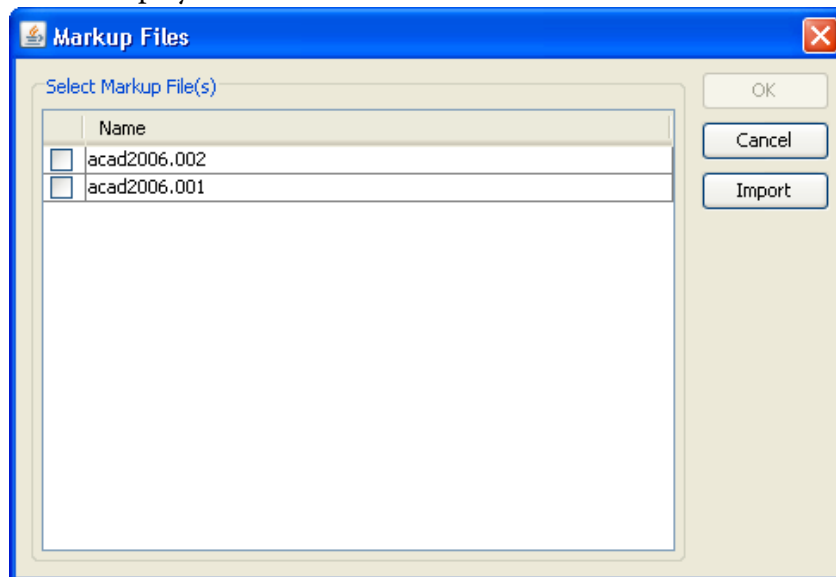 Markup Files
Select Markup File(s)
OK
Name
Cancel
acad2006.002
acad2006.001
Import